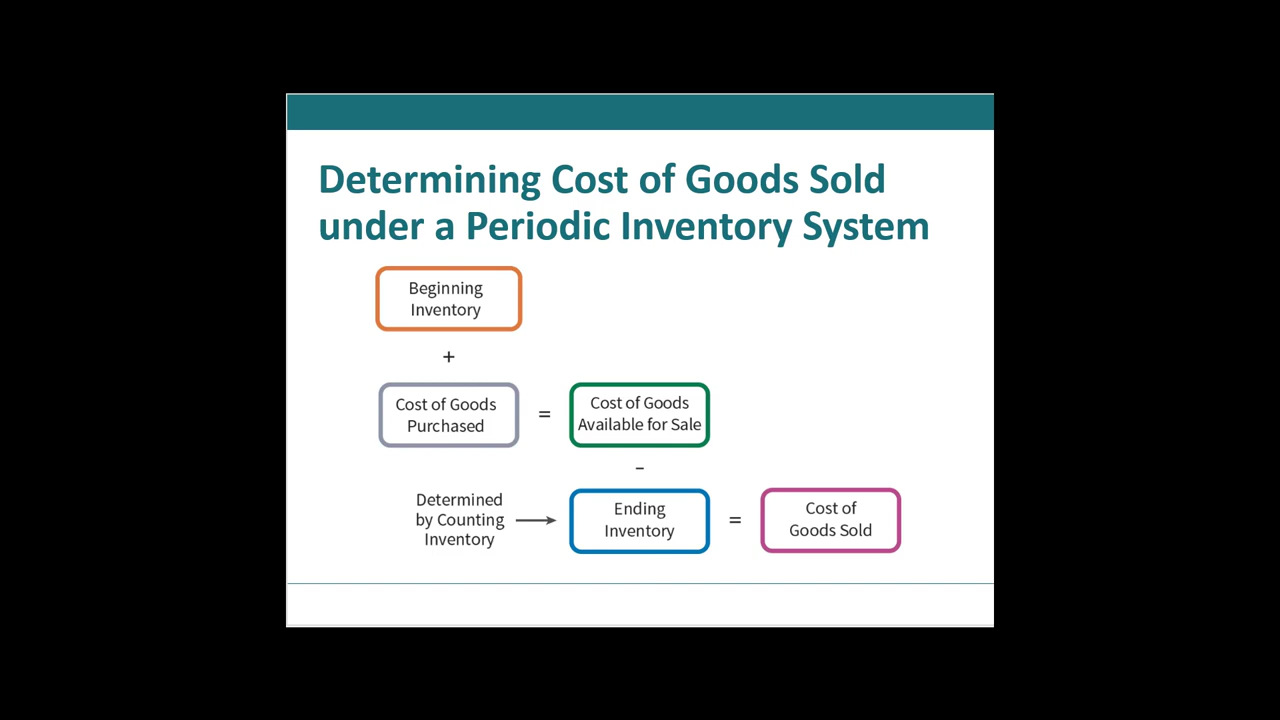 Determining Cost of Goods Sold
under a Periodic Inventory System
Beginning
Inventory
+
Cost of Goods
Purchased
=
Cost of Goods
Available for Sale
–
Determined
by Counting
Inventory
Ending
Inventory
=
Cost of
Goods Sold